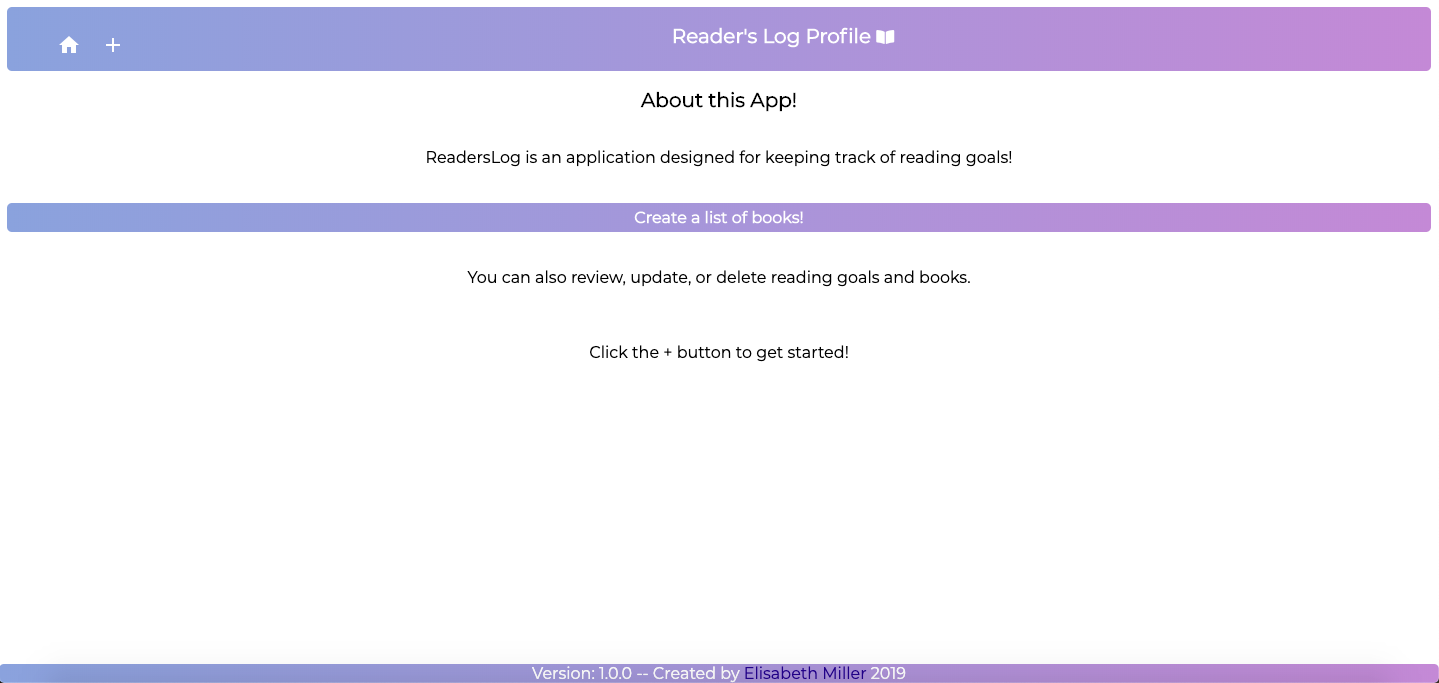 Reader's Log Profile
About this App!
ReadersLog is an application designed for keeping track of reading goals!
Create a list of books!
You can also review, update, or delete reading goals and books.
Click the + button to get started!
Version: 1.0.0 -- Created by Elisabeth Miller 2019